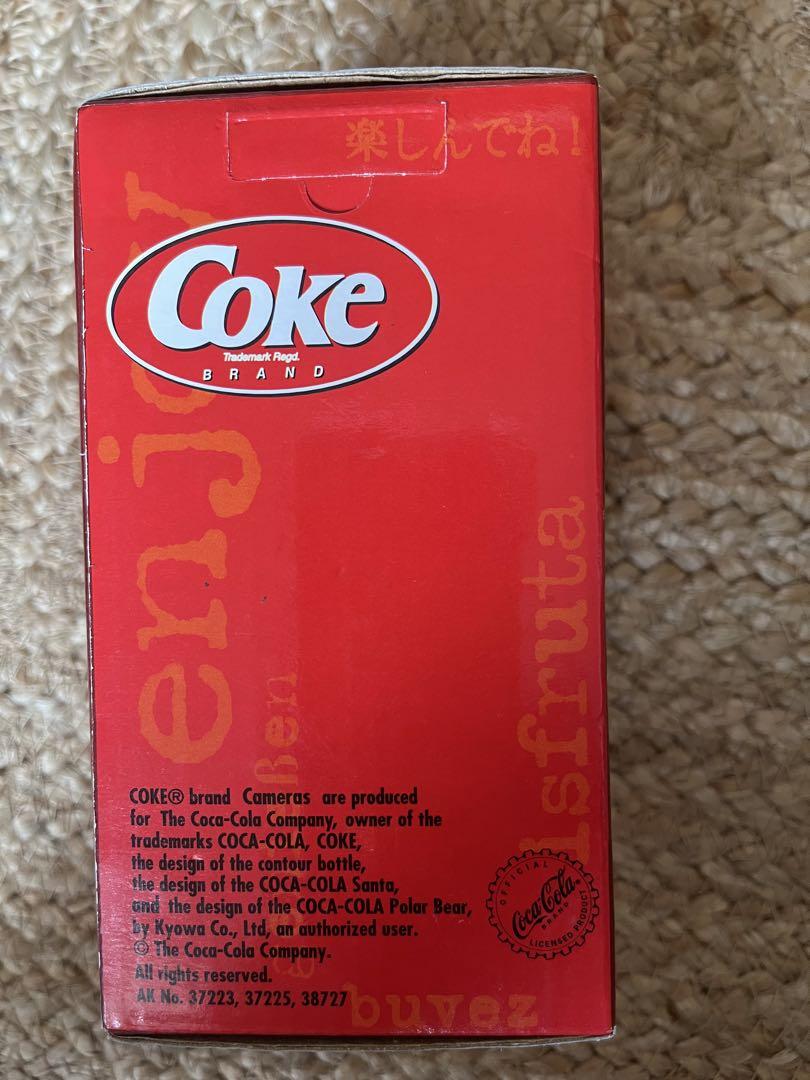 楽しんでね!
enjoy
Coke
Trademark Regd.
BRAND
disfruta
COKE® brand Cameras are produced
for The Coca-Cola Company, owner of the
trademarks COCA-COLA, COKE,
the design of the contour bottle,
the design of the COCA-COLA Santa,
and the design of the COCA-COLA Polar Bear,
by Kyowa Co., Ltd, an authorized user.
© The Coca-Cola Company.
All rights reserved.
AK No. 37223, 37225, 38727
OFFICIAL
Coca-Cola
BRAND
LICENSED PRODUCT
buvez